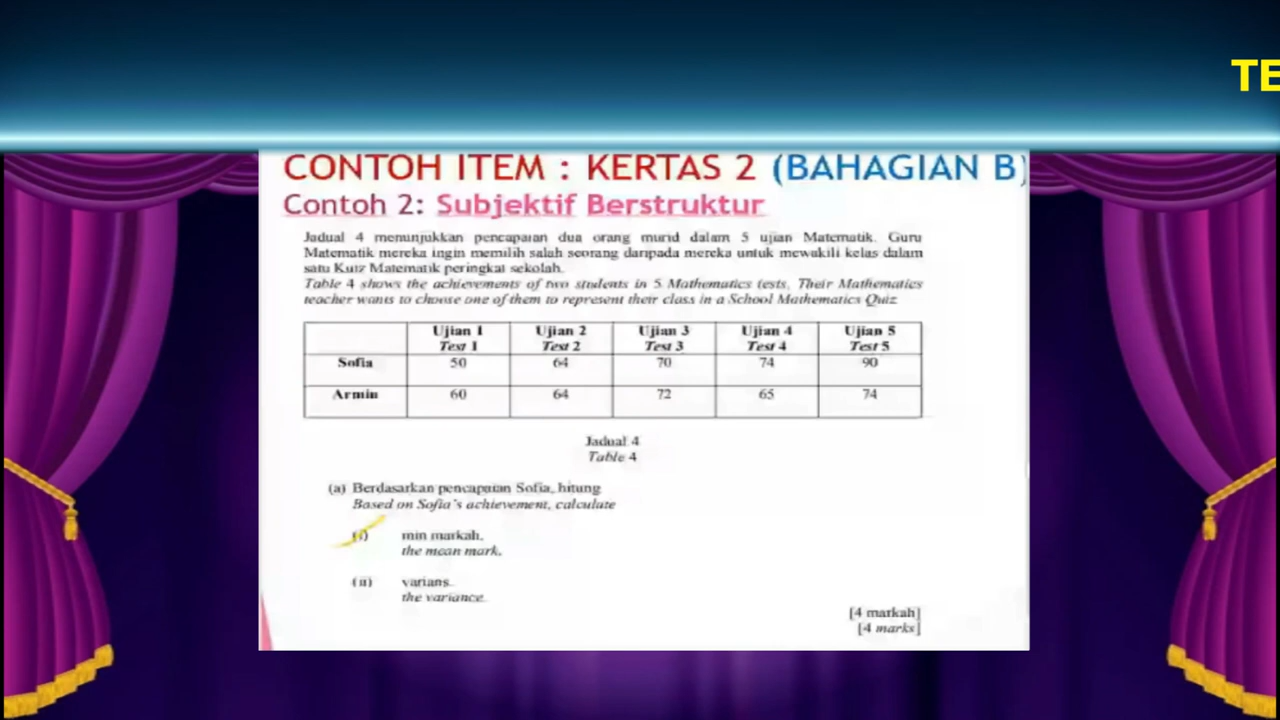 TE
CONTOH ITEM : KERTAS 2 (BAHAGIAN B)
Contoh 2: Subjektif Berstruktur
Jadual 4 menunjukkan pencapaian dua orang murid dalam 5 ujian Matematik. Guru
Matematik mereka ingin memilih salah seorang daripada mereka untuk mewakili kelas dalam
satu Kuiz Matematik peringkat sekolah.
Table 4 shows the achievements of two students in 5 Mathematics tests. Their Mathematics
teacher wants to choose one of them to represent their class in a School Mathematics Quiz
Ujian 1 Ujian 2 Ujian 3 Ujian 4 Ujian 5
Test 1 Test 2 Test 3 Test 4 Test 5
Sofia 50 64 70 74 90
Armin 60 64 72 65 74
Jadual 4
Table 4
(a) Berdasarkan pencapaian Sofia, hitung
Based on Sofia's achievement, calculate
(i) min markah.
the mean mark.
(ii) varians.
the variance.
[4 markah]
[4 marks]